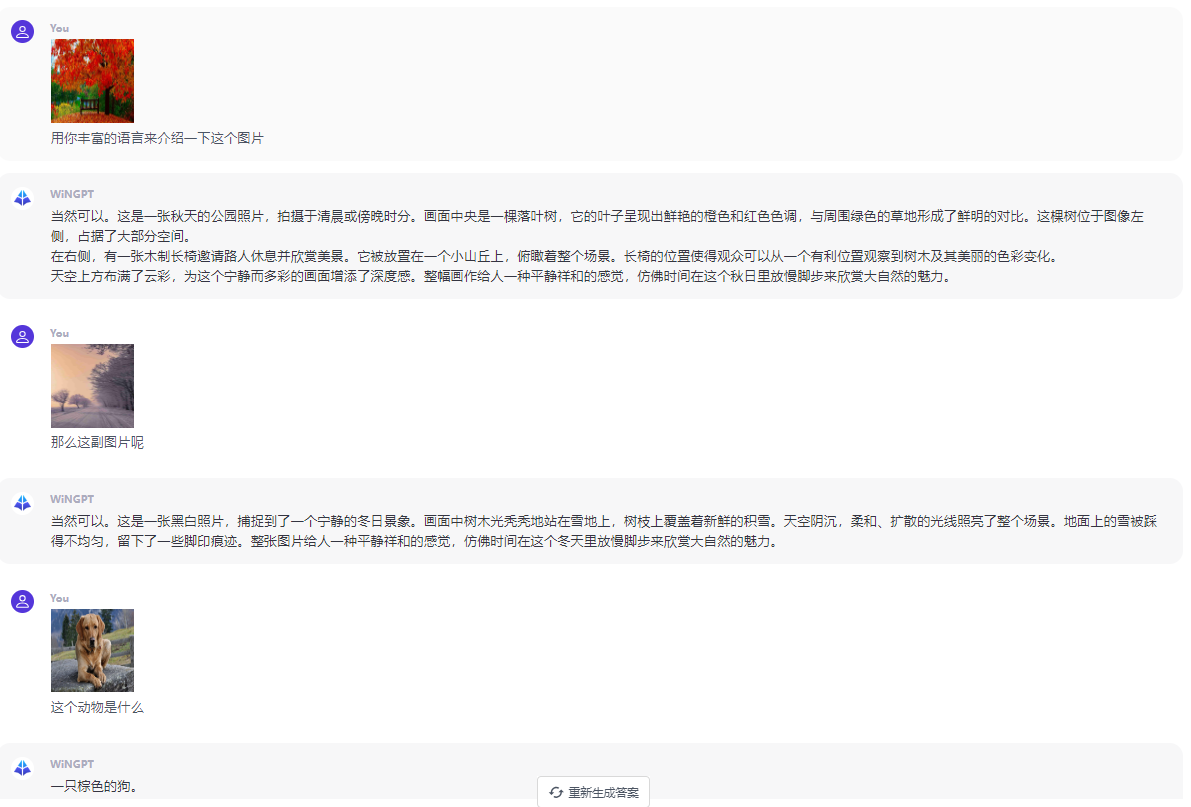 You
用你丰富的语言来介绍一下这个图片
WiNGPT
当然可以。这是一张秋天的公园照片，拍摄于清晨或傍晚时分。画面中央是一棵落叶树，它的叶子呈现出鲜艳的橙色和红色色调，与周围绿色的草地形成了鲜明的对比。这棵树位于图像左
侧，占据了大部分空间。
在右侧，有一张木制长椅邀请路人休息并欣赏美景。它被放置在一个小山丘上，俯瞰着整个场景。长椅的位置使得观众可以从一个有利位置观察到树木及其美丽的色彩变化。
天空上方布满了云彩，为这个宁静而多彩的画面增添了深度感。整幅画作给人一种平静祥和的感觉，仿佛时间在这个秋日里放慢脚步来欣赏大自然的魅力。
You
那么这副图片呢
WiNGPT
当然可以。这是一张黑白照片，捕捉到了一个宁静的冬日景象。画面中树木光秃秃地站在雪地上，树枝上覆盖着新鲜的积雪。天空阴沉，柔和、扩散的光线照亮了整个场景。地面上的雪被踩
得不均匀，留下了一些脚印痕迹。整张图片给人一种平静祥和的感觉，仿佛时间在这个冬天里放慢脚步来欣赏大自然的魅力。
You
这个动物是什么
WiNGPT
一只棕色的狗。
重新生成答案